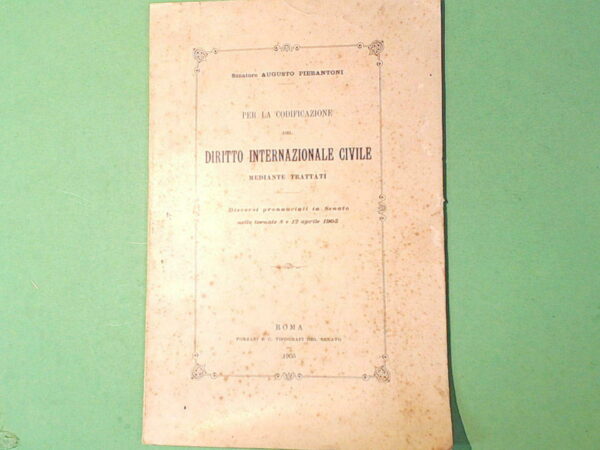 Senatore AUGUSTO PIERANTONI
PER LA CODIFICAZIONE
DEL
DIRITTO INTERNAZIONALE CIVILE
MEDIANTE TRATTATI
Discorsi pronunciati in Senato
nelle tornate 8 e 12 aprile 1905
ROMA
FORZANI E C. TIPOGRAFI DEL SENATO
1905